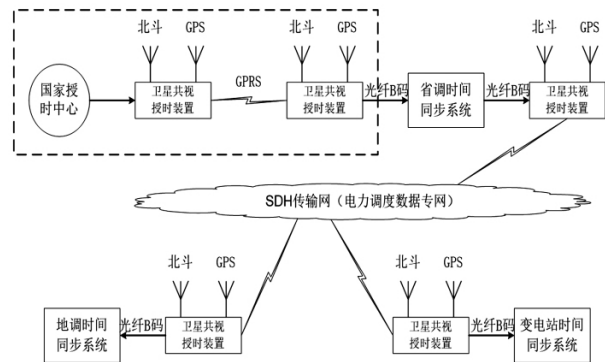 北斗 GPS
北斗 GPS
北斗 GPS
国家授
时中心
卫星共视
授时装置
GPRS
卫星共视
授时装置
光纤B码
省调时间
同步系统
光纤B码
卫星共视
授时装置
SDH传输网（电力调度数据专网）
北斗 GPS
北斗 GPS
地调时间
同步系统
光纤B码
卫星共视
授时装置
卫星共视
授时装置
光纤B码
变电站时间
同步系统